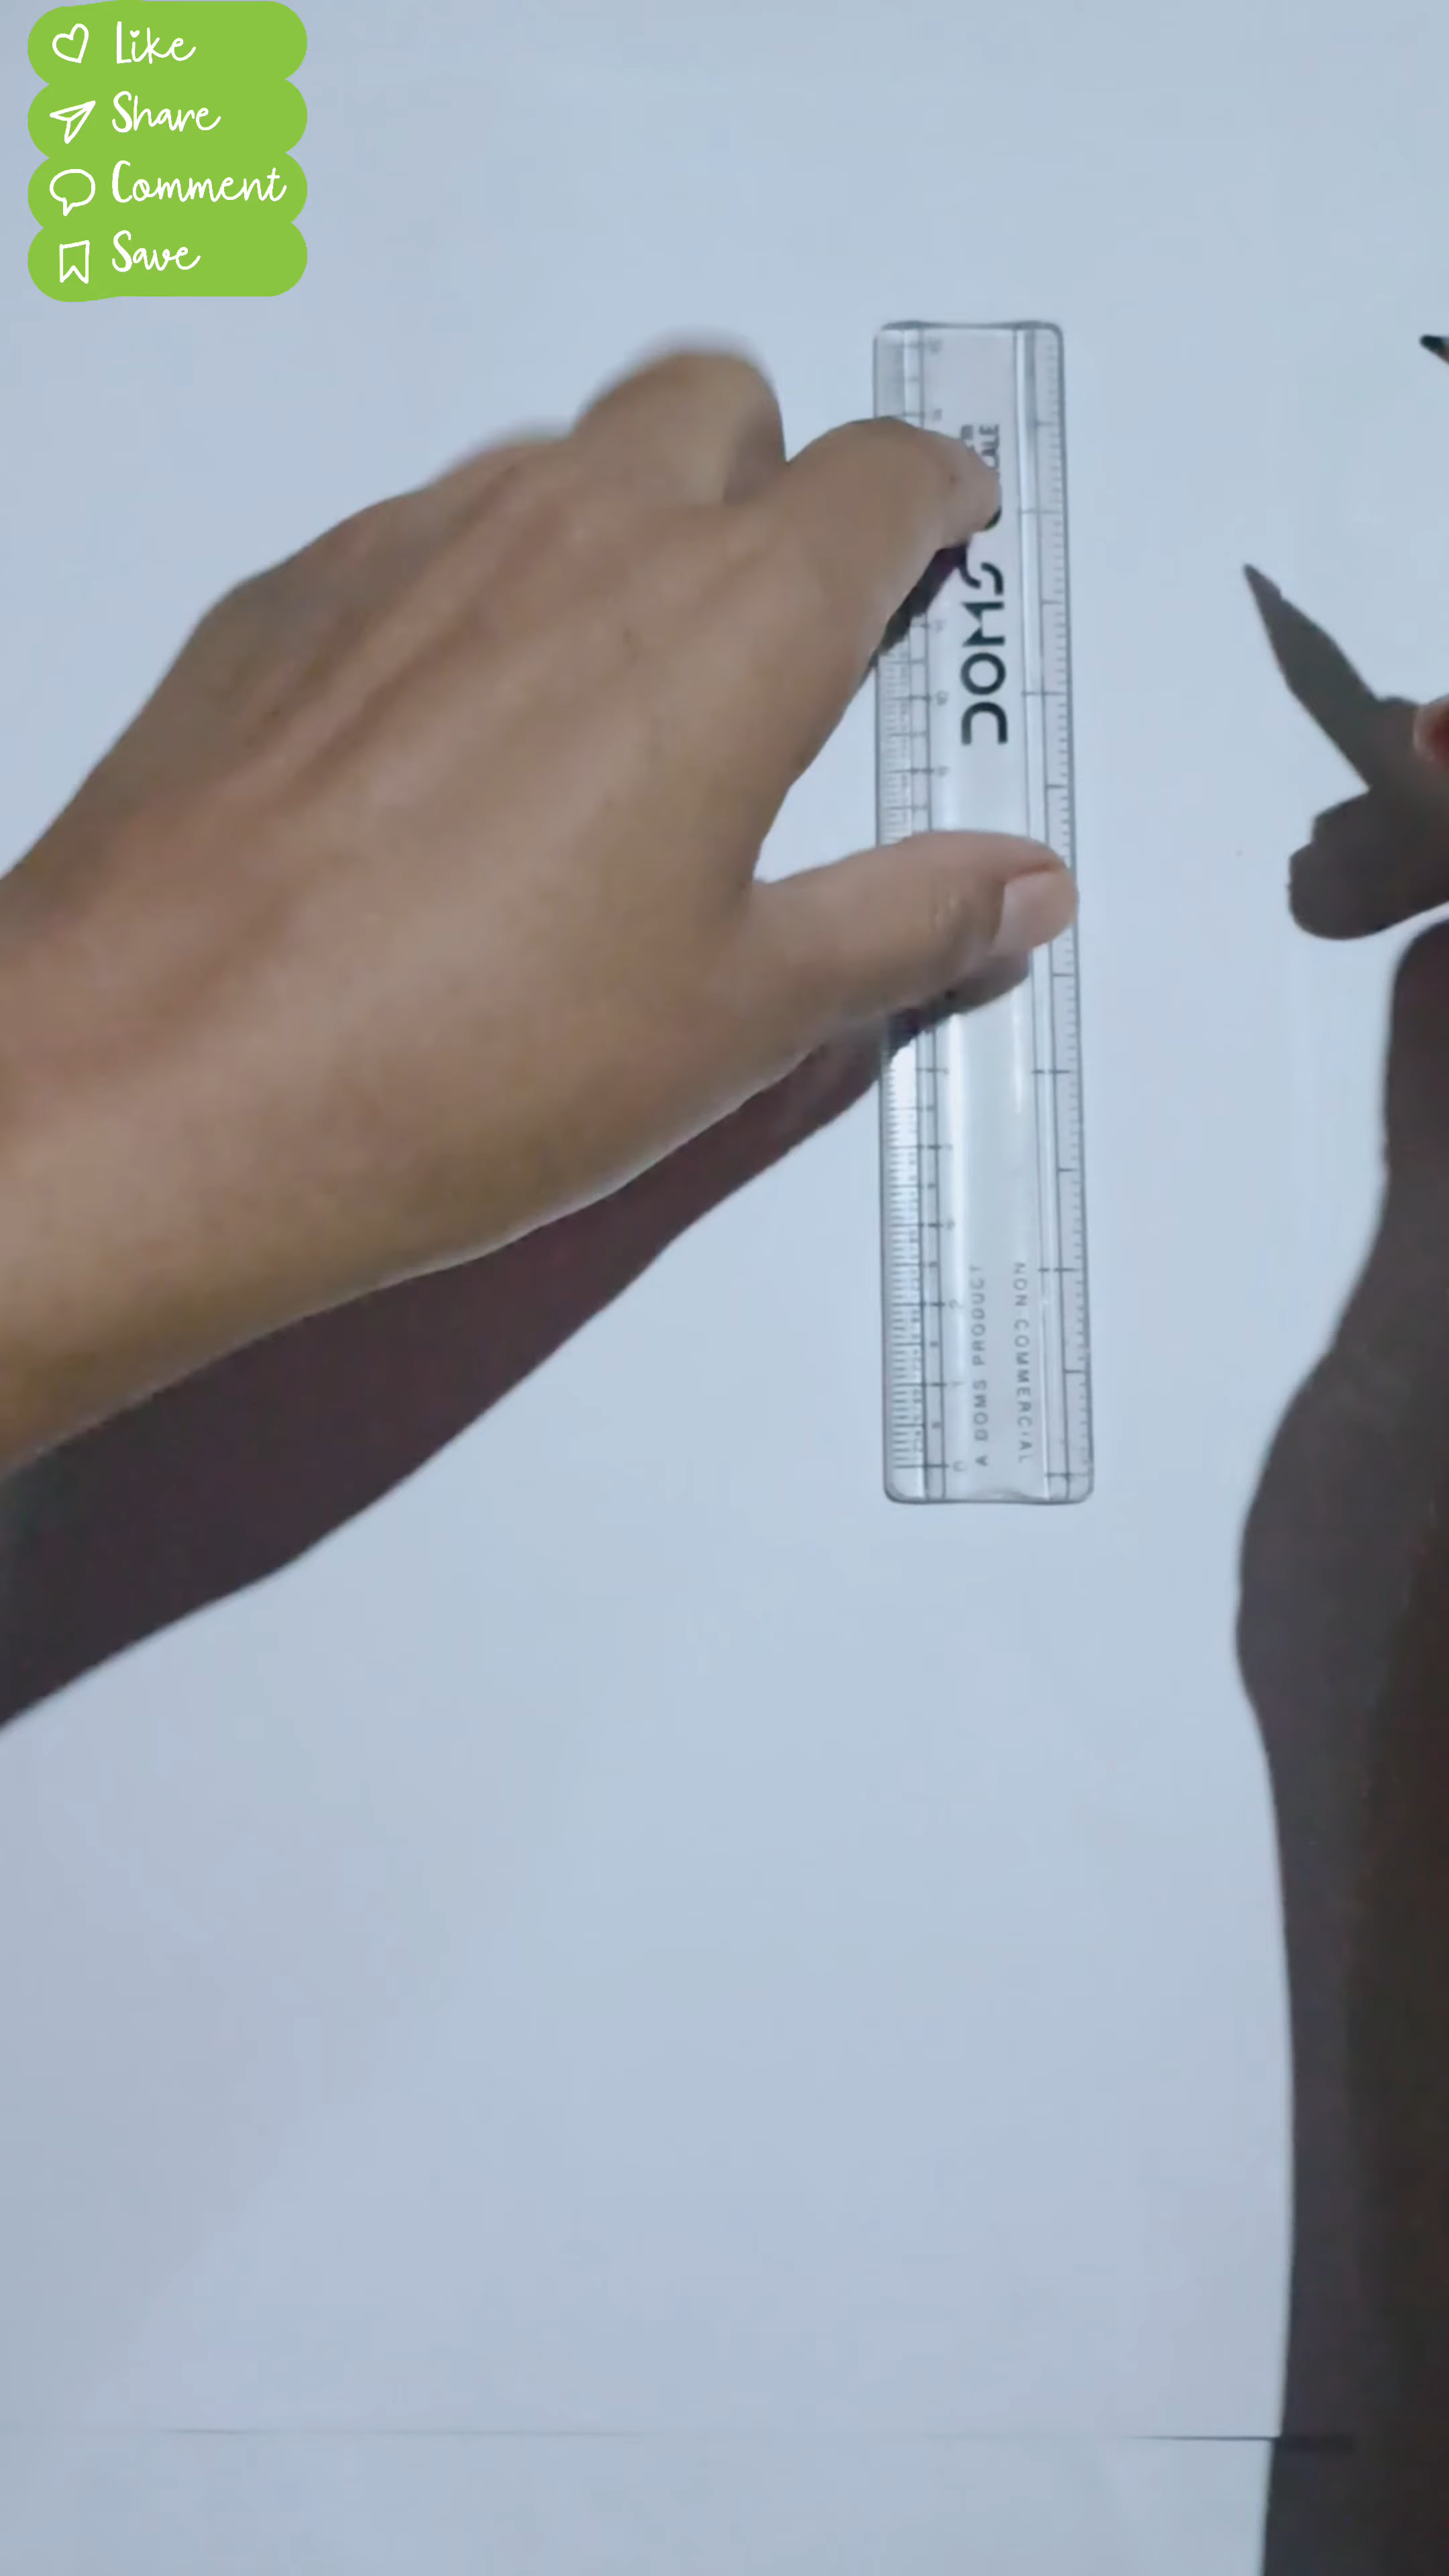 Like
Share
Comment
Save
DOMS
A DOMS PRODUCT
NON COMMERCIAL